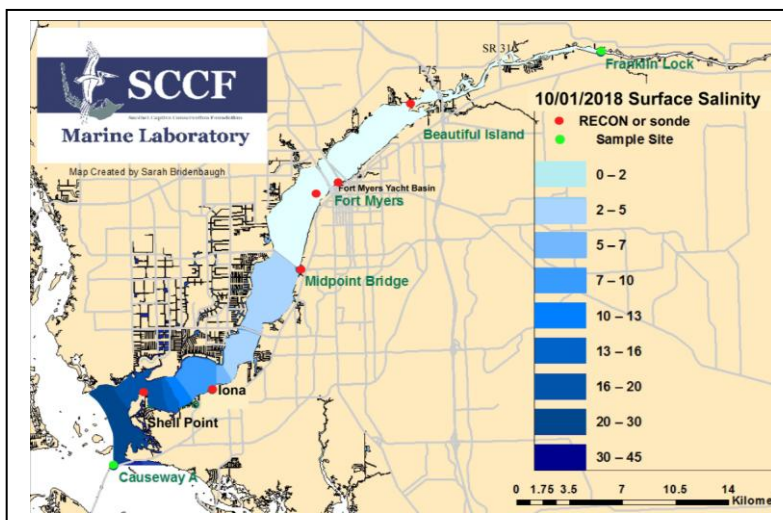 SCCF
Sanibel Captiva Conservation Foundation
Marine Laboratory
Map Created by Sarah Bridenbaugh
I-75
SR 31
Franklin Lock
Beautiful Island
Fort Myers Yacht Basin
Fort Myers
Midpoint Bridge
Iona
Shell Point
Causeway A
10/01/2018 Surface Salinity
RECON or sonde
Sample Site
0 – 2
2 – 5
5 – 7
7 – 10
10 – 13
13 – 16
16 – 20
20 – 30
30 – 45
0 1.75 3.5 7 10.5 14
Kilome